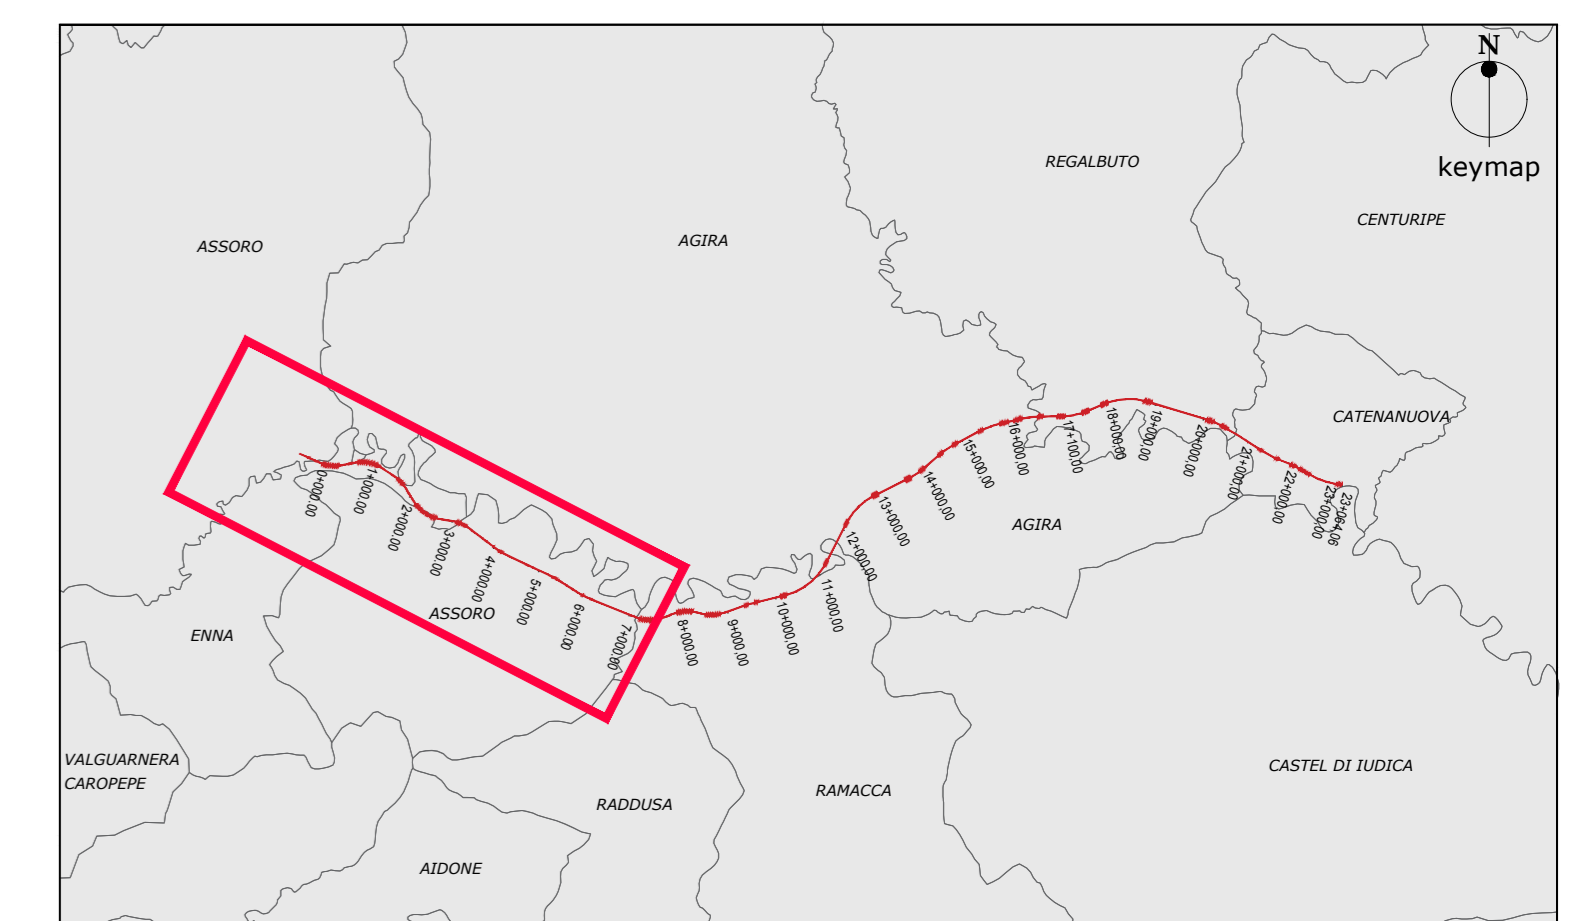 N
keymap
REGALBUTO
CENTURIPE
ASSORO
AGIRA
CATENANUOVA
0+000.00
1+000.00
2+000.00
3+000.00
4+000.00
5+000.00
6+000.00
7+000.00
8+000.00
9+000,00
10+000,00
11+000,00
12+000,00
13+000,00
14+000,00
15+000,00
16+000,00
17+100,00
18+000,00
19+000,00
20+000,00
21+000,00
22+000,00
23+000,00
23+064,06
AGIRA
ASSORO
ENNA
VALGUARNERA
CAROPEPE
CASTEL DI IUDICA
RAMACCA
RADDUSA
AIDONE